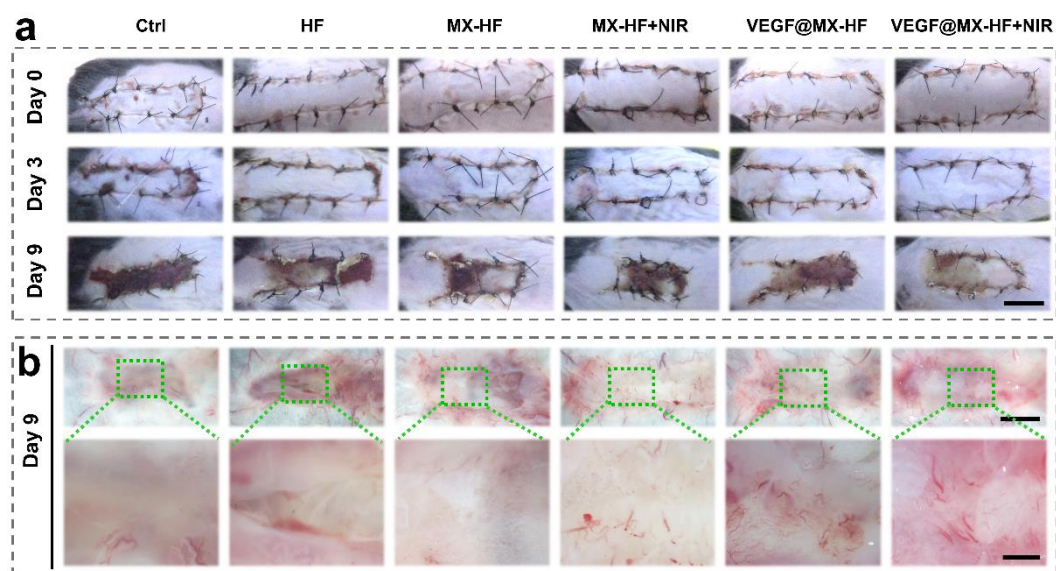 a
Ctrl HF MX-HF MX-HF+NIR VEGF@MX-HF VEGF@MX-HF+NIR
Day 0
Day 3
Day 9
b
Day 9